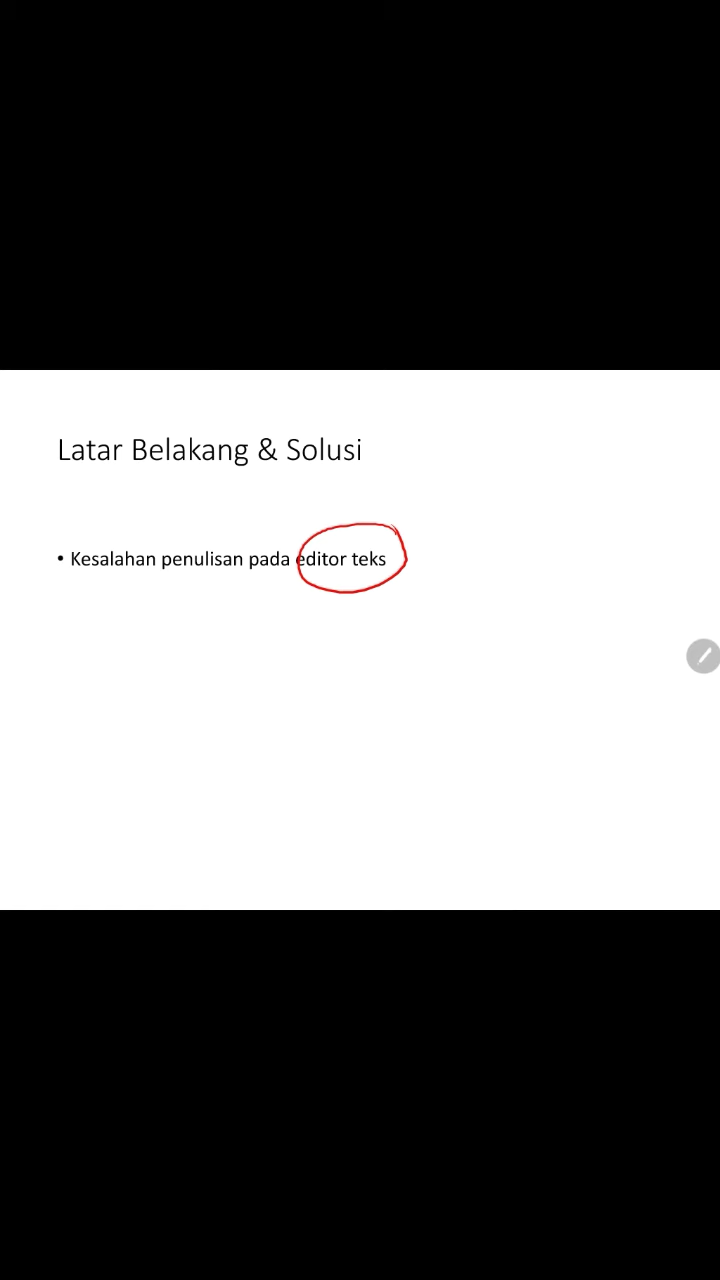 Latar Belakang & Solusi
• Kesalahan penulisan pada editor teks